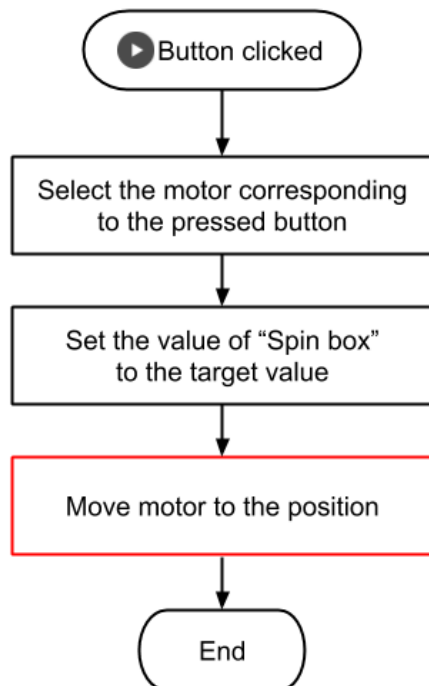 Button clicked
Select the motor corresponding
to the pressed button
Set the value of “Spin box”
to the target value
Move motor to the position
End